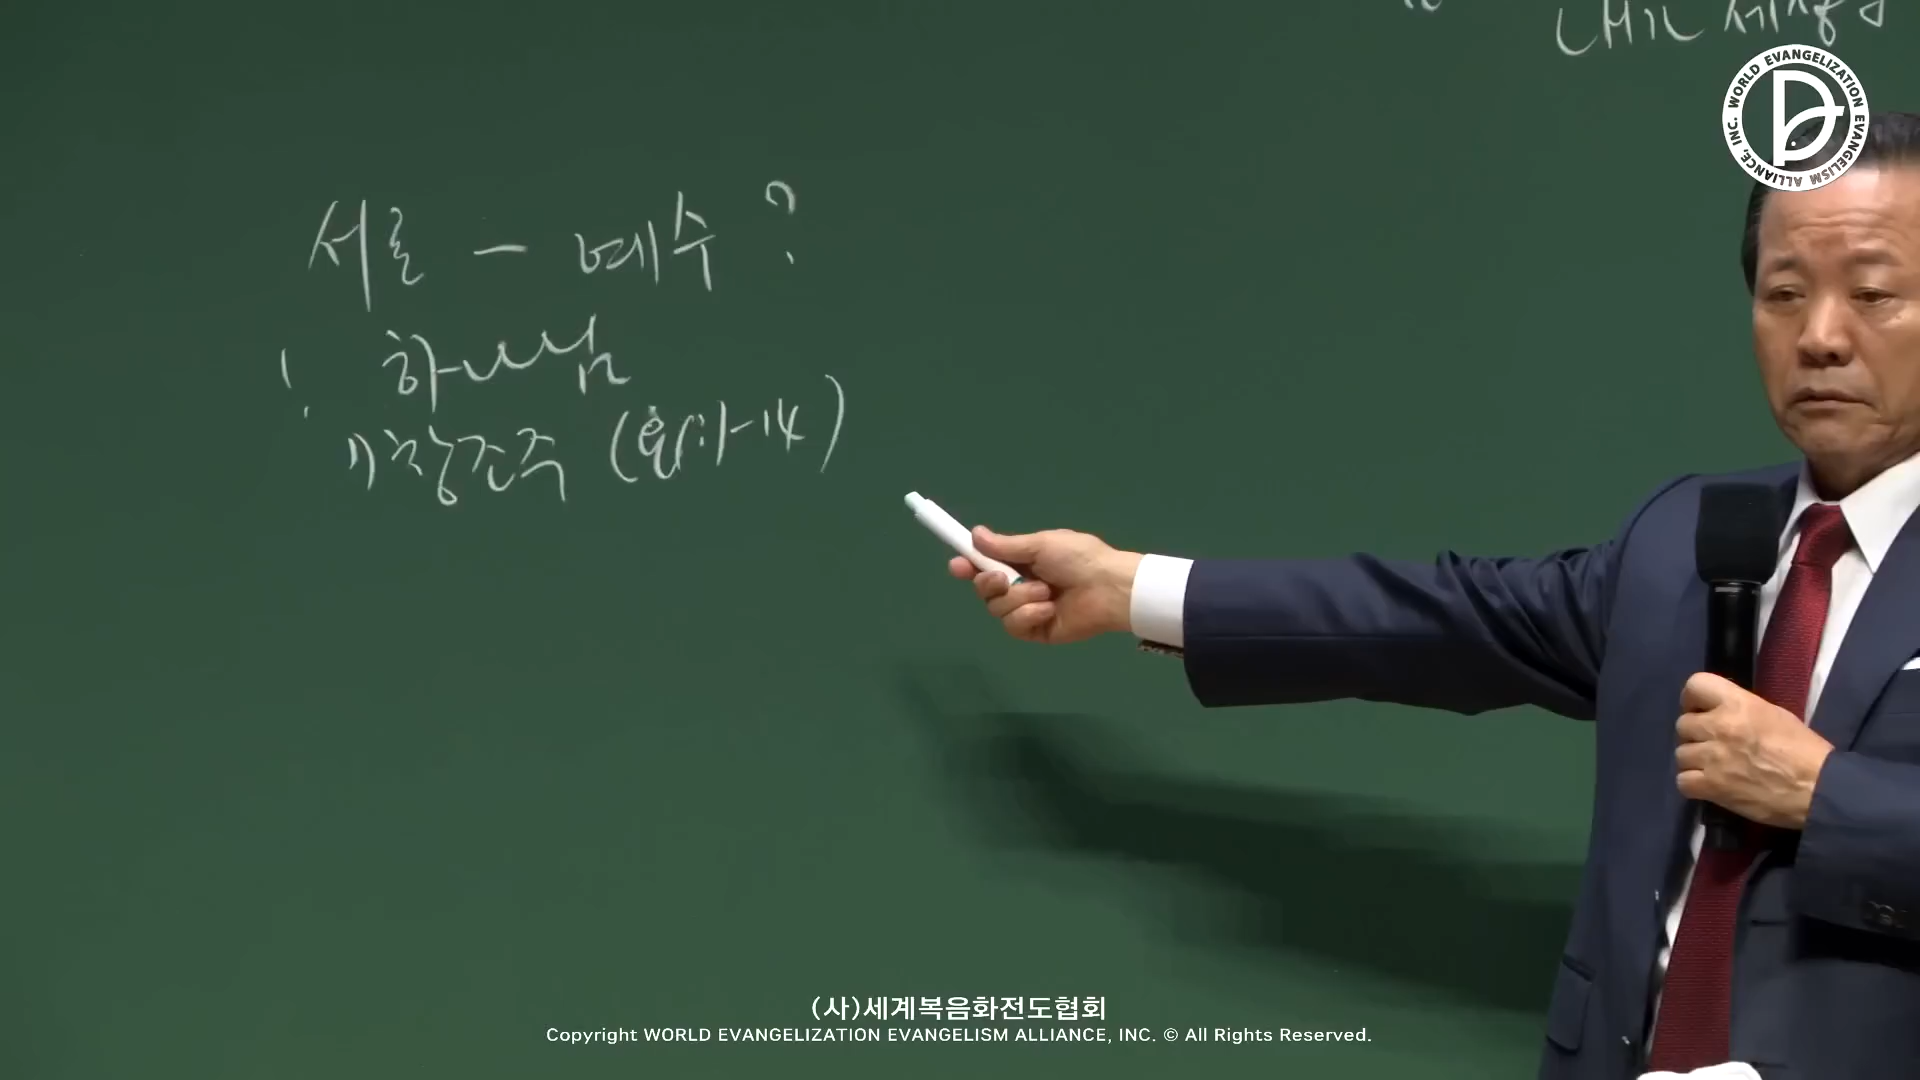 서론 - 예수?
1. 하나님
1) 창조주 (요1:1-14)
WORLD EVANGELIZATION EVANGELISM ALLIANCE, INC.
(사)세계복음화전도협회
Copyright WORLD EVANGELIZATION EVANGELISM ALLIANCE, INC. © All Rights Reserved.